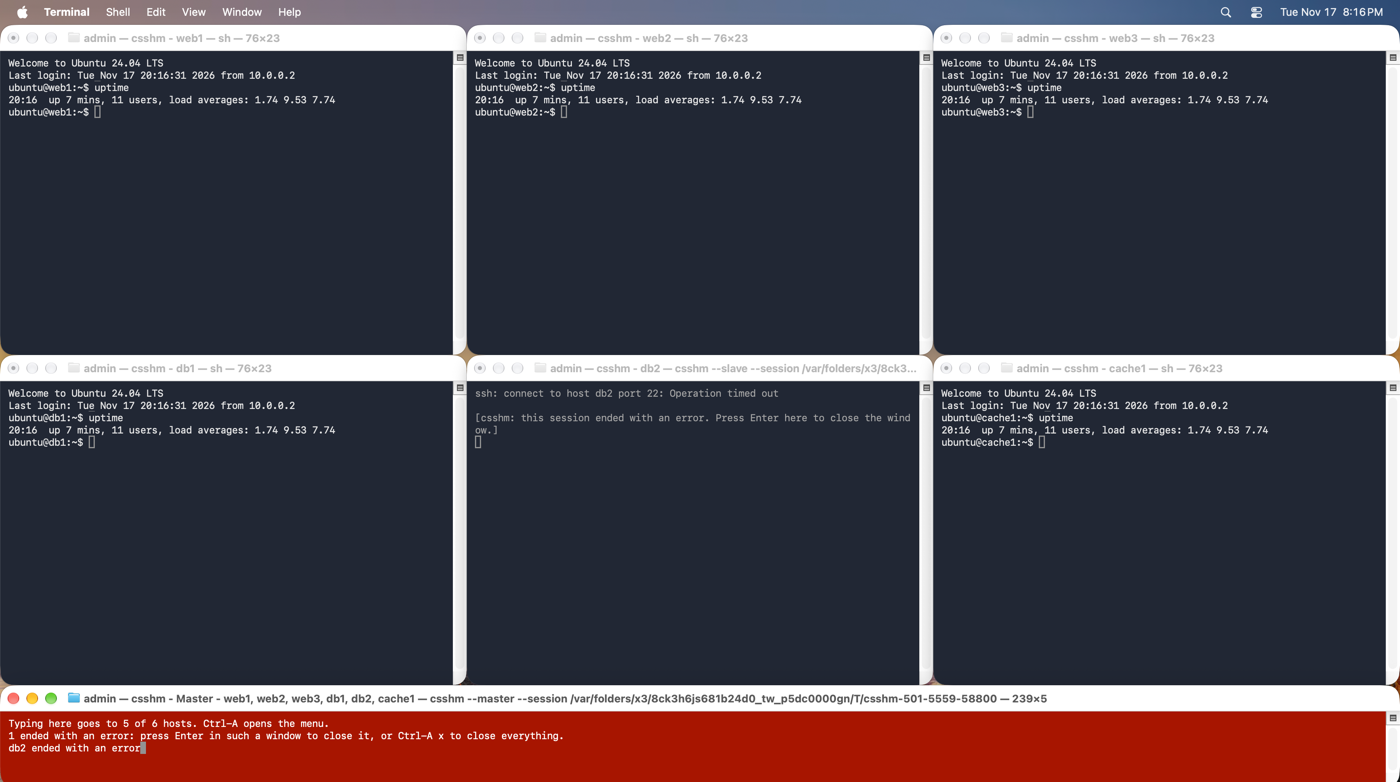 Terminal Shell Edit View Window Help Tue Nov 17 8:16 PM
admin — csshm - web1 — sh — 76×23
Welcome to Ubuntu 24.04 LTS
Last login: Tue Nov 17 20:16:31 2026 from 10.0.0.2
ubuntu@web1:~$ uptime
20:16  up 7 mins, 11 users, load averages: 1.74 9.53 7.74
ubuntu@web1:~$
admin — csshm - web2 — sh — 76×23
Welcome to Ubuntu 24.04 LTS
Last login: Tue Nov 17 20:16:31 2026 from 10.0.0.2
ubuntu@web2:~$ uptime
20:16  up 7 mins, 11 users, load averages: 1.74 9.53 7.74
ubuntu@web2:~$
admin — csshm - web3 — sh — 76×23
Welcome to Ubuntu 24.04 LTS
Last login: Tue Nov 17 20:16:31 2026 from 10.0.0.2
ubuntu@web3:~$ uptime
20:16  up 7 mins, 11 users, load averages: 1.74 9.53 7.74
ubuntu@web3:~$
admin — csshm - db1 — sh — 76×23
Welcome to Ubuntu 24.04 LTS
Last login: Tue Nov 17 20:16:31 2026 from 10.0.0.2
ubuntu@db1:~$ uptime
20:16  up 7 mins, 11 users, load averages: 1.74 9.53 7.74
ubuntu@db1:~$
admin — csshm - db2 — csshm --slave --session /var/folders/x3/8ck3...
ssh: connect to host db2 port 22: Operation timed out
[csshm: this session ended with an error. Press Enter here to close the wind
ow.]
admin — csshm - cache1 — sh — 76×23
Welcome to Ubuntu 24.04 LTS
Last login: Tue Nov 17 20:16:31 2026 from 10.0.0.2
ubuntu@cache1:~$ uptime
20:16  up 7 mins, 11 users, load averages: 1.74 9.53 7.74
ubuntu@cache1:~$
admin — csshm - Master - web1, web2, web3, db1, db2, cache1 — csshm --master --session /var/folders/x3/8ck3h6js681b24d0_tw_p5dc0000gn/T/csshm-501-5559-58800 — 239×5
Typing here goes to 5 of 6 hosts. Ctrl-A opens the menu.
1 ended with an error: press Enter in such a window to close it, or Ctrl-A x to close everything.
db2 ended with an error